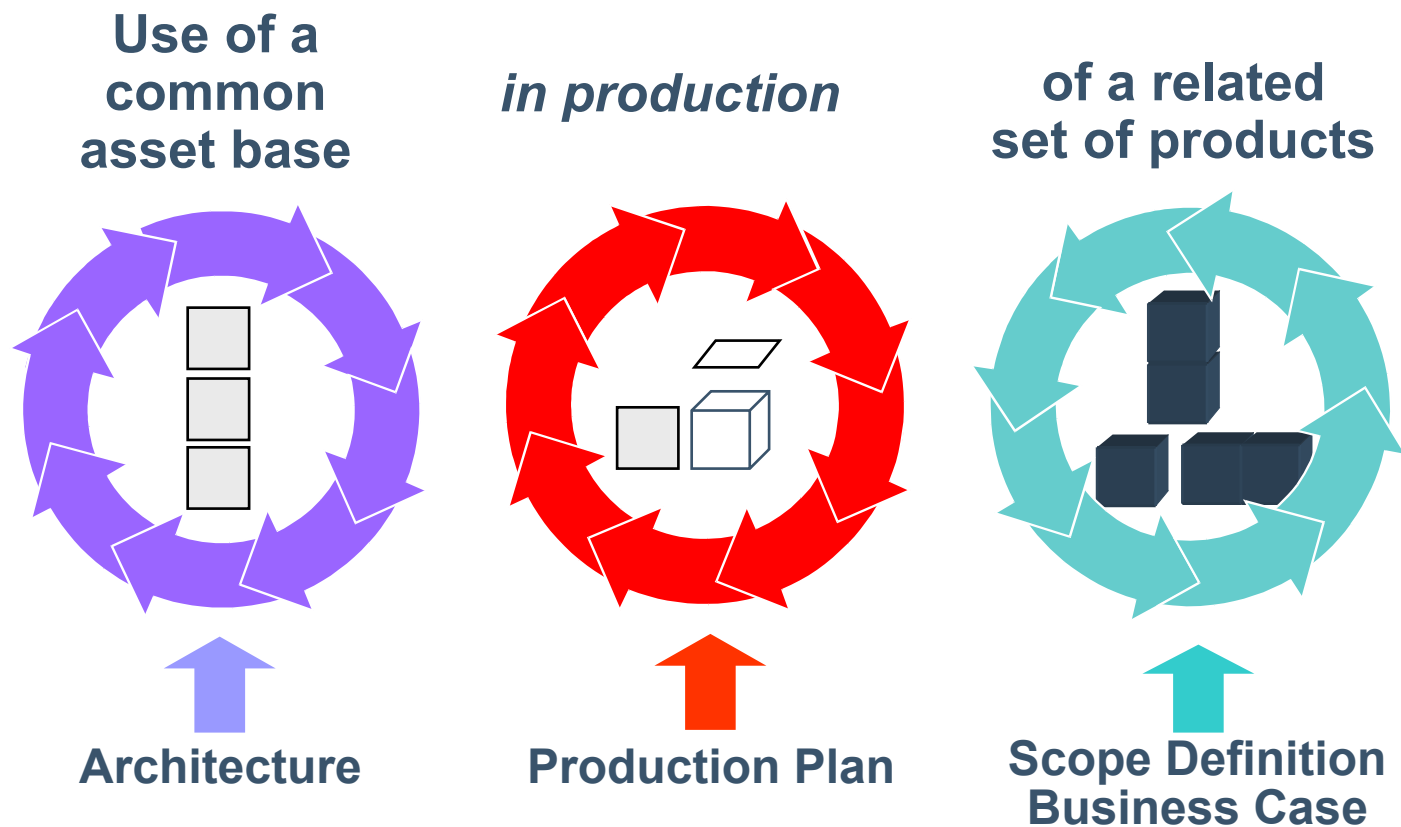 Use of a
common
asset base
in production
of a related
set of products
Architecture
Production Plan
Scope Definition
Business Case